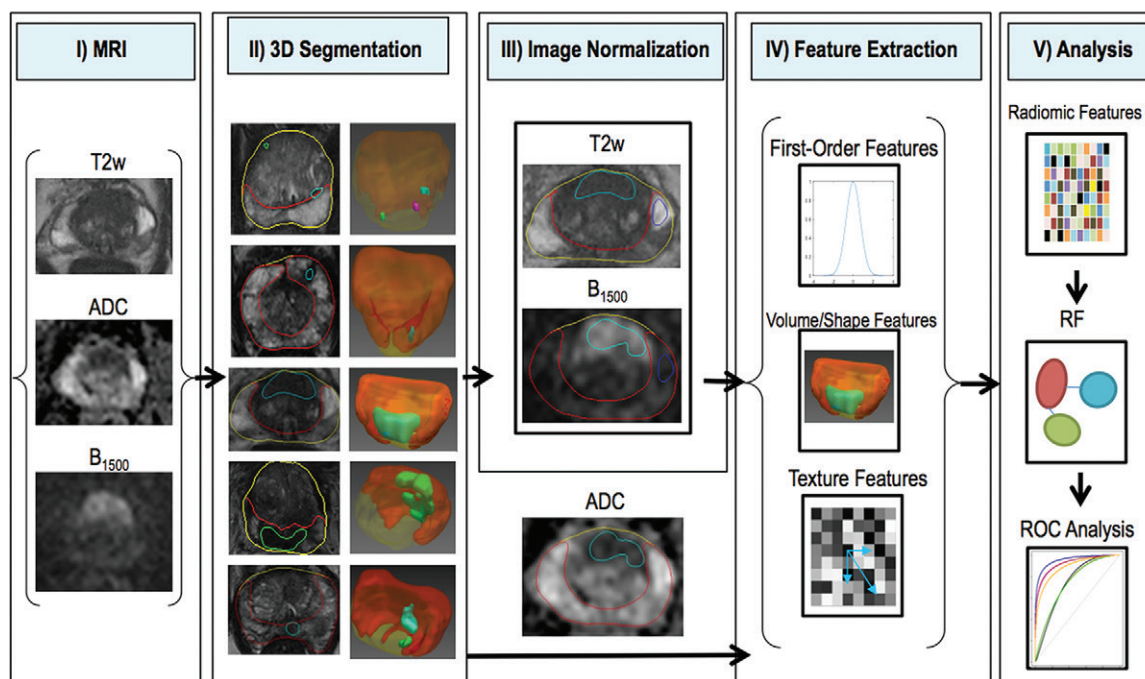 I) MRI
T2w
ADC
B1500
II) 3D Segmentation
III) Image Normalization
T2w
B1500
ADC
IV) Feature Extraction
First-Order Features
Volume/Shape Features
Texture Features
V) Analysis
Radiomic Features
RF
ROC Analysis